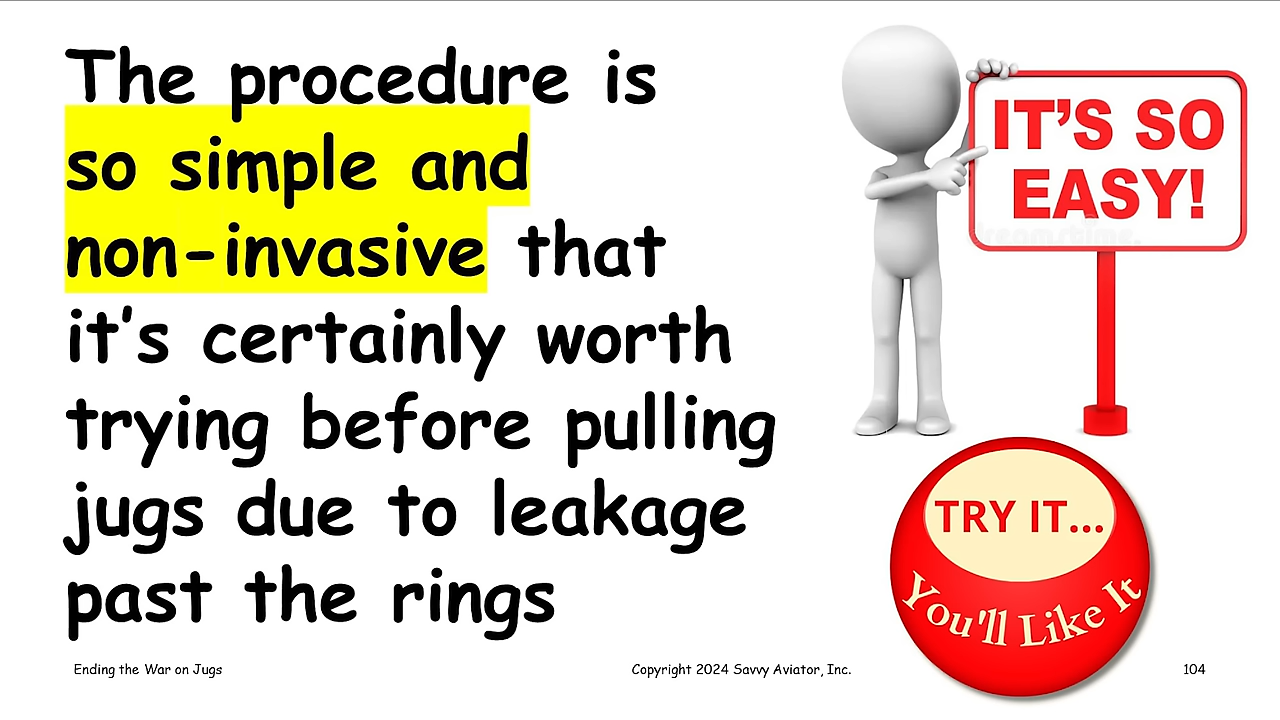 The procedure is
so simple and
non-invasive that
it's certainly worth
trying before pulling
jugs due to leakage
past the rings
IT'S SO
EASY!
dreamstime.
TRY IT...
You'll Like It
Ending the War on Jugs
Copyright 2024 Savvy Aviator, Inc.
104